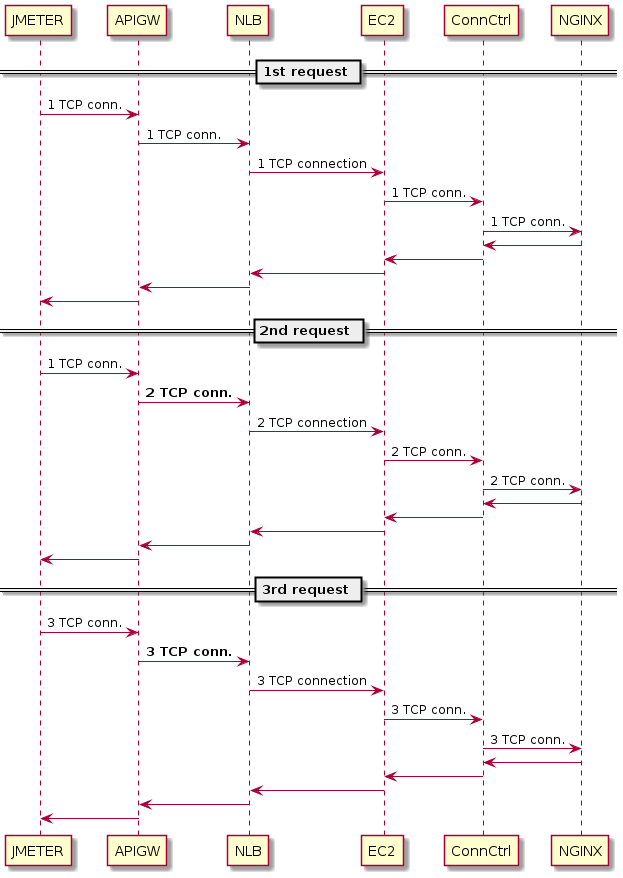 JMETER APIGW NLB EC2 ConnCtrl NGINX
1st request
1 TCP conn.
1 TCP conn.
1 TCP connection
1 TCP conn.
1 TCP conn.
2nd request
1 TCP conn.
2 TCP conn.
2 TCP connection
2 TCP conn.
2 TCP conn.
3rd request
3 TCP conn.
3 TCP conn.
3 TCP connection
3 TCP conn.
3 TCP conn.
JMETER APIGW NLB EC2 ConnCtrl NGINX